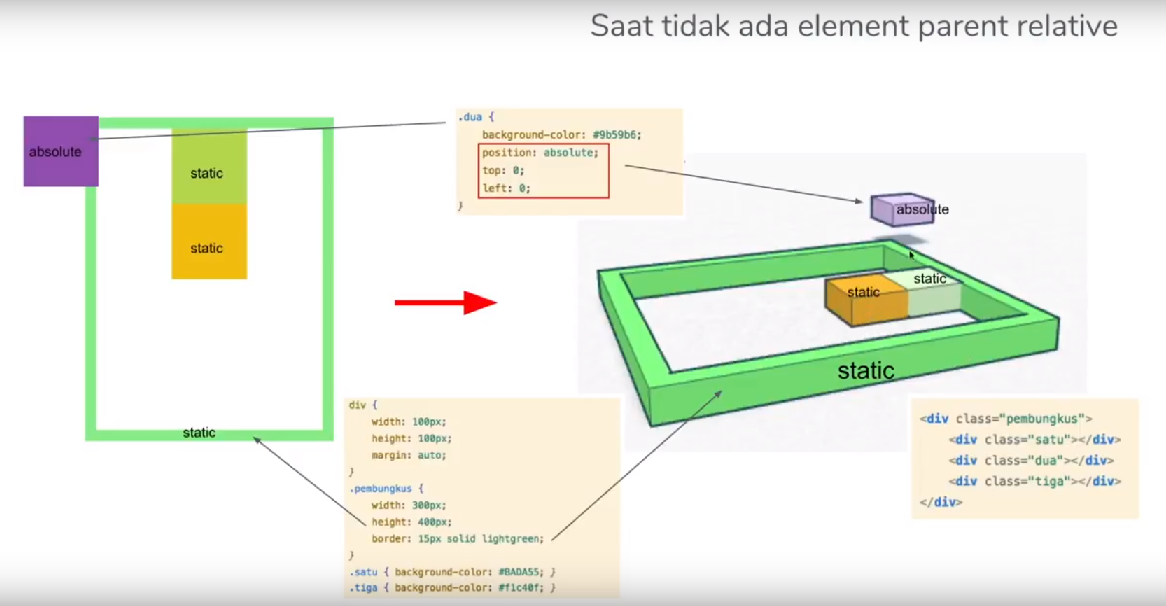 Saat tidak ada element parent relative
absolute
static
static
static
.dua {
background-color: #9b59b6;
position: absolute;
top: 0;
left: 0;
}
absolute
static
static
static
div {
width: 100px;
height: 100px;
margin: auto;
}
.pembungkus {
width: 300px;
height: 400px;
border: 15px solid lightgreen;
}
.satu { background-color: #BADA55; }
.tiga { background-color: #f1c40f; }
<div class="pembungkus">
<div class="satu"></div>
<div class="dua"></div>
<div class="tiga"></div>
</div>